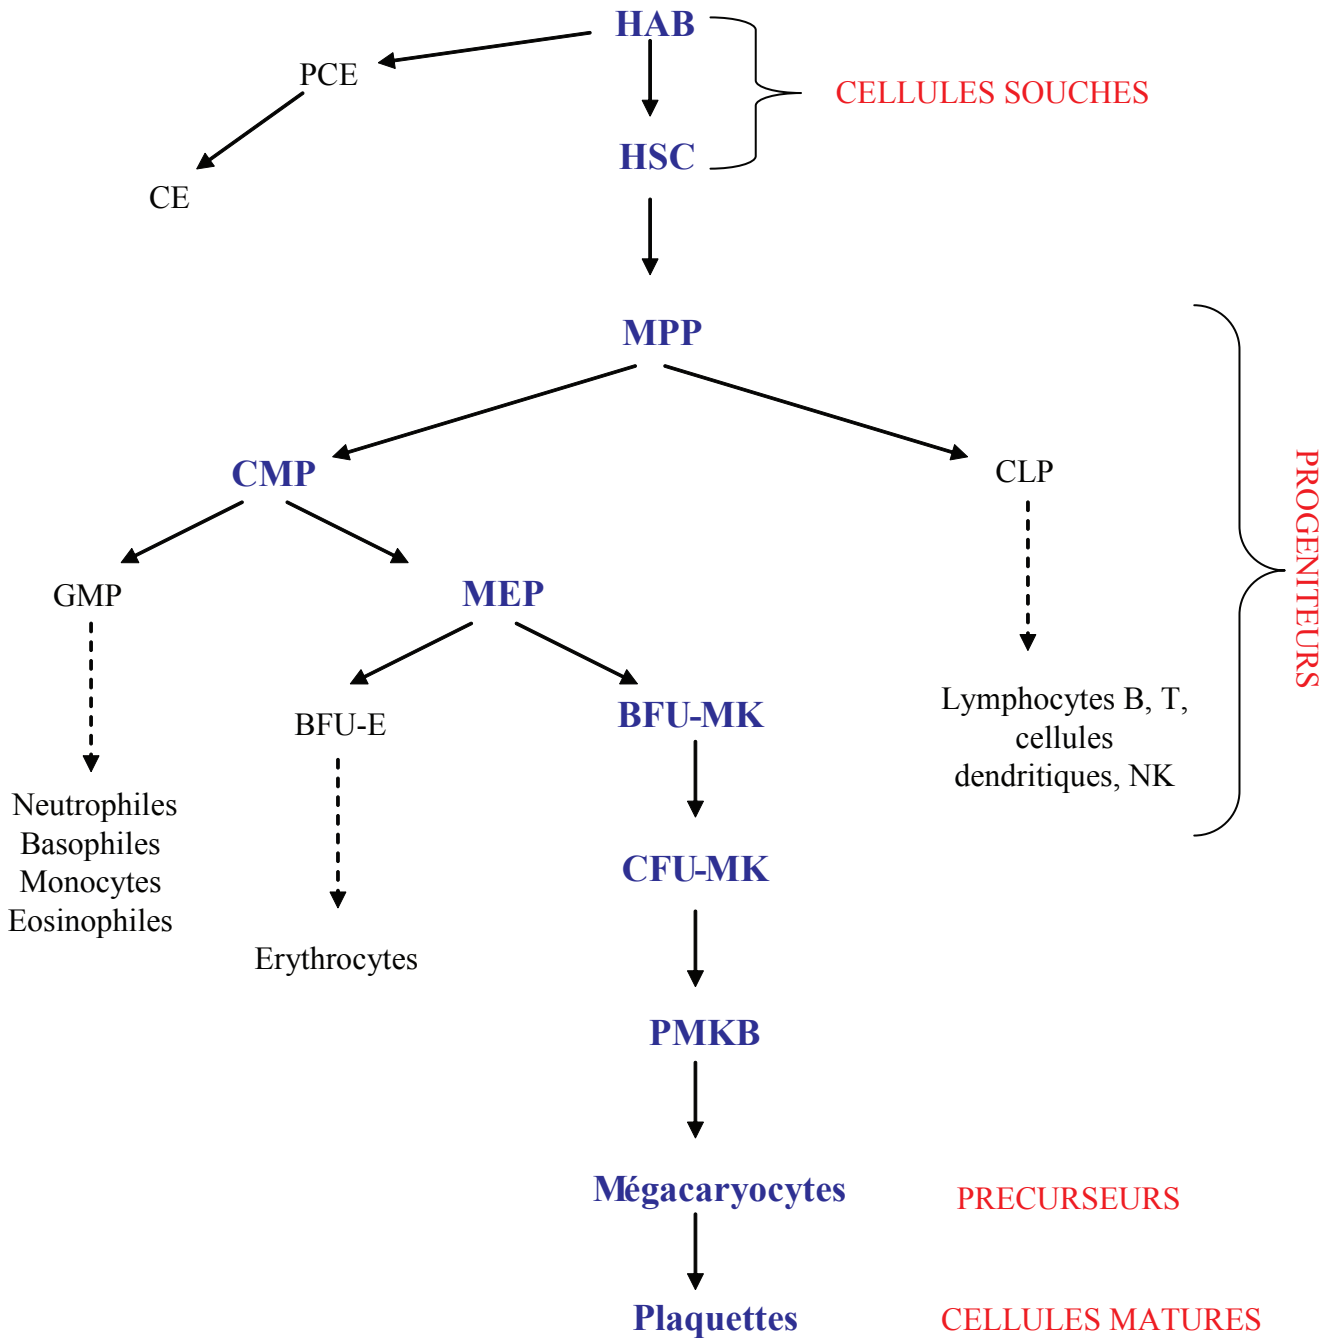 HAB
PCE
CELLULES SOUCHES
HSC
CE
MPP
CMP
CLP
PROGENITEURS
GMP
MEP
BFU-E
BFU-MK
Lymphocytes B, T,
cellules
dendritiques, NK
Neutrophiles
Basophiles
Monocytes
Eosinophiles
CFU-MK
Erythrocytes
PMKB
Mégacaryocytes
PRECURSEURS
Plaquettes
CELLULES MATURES